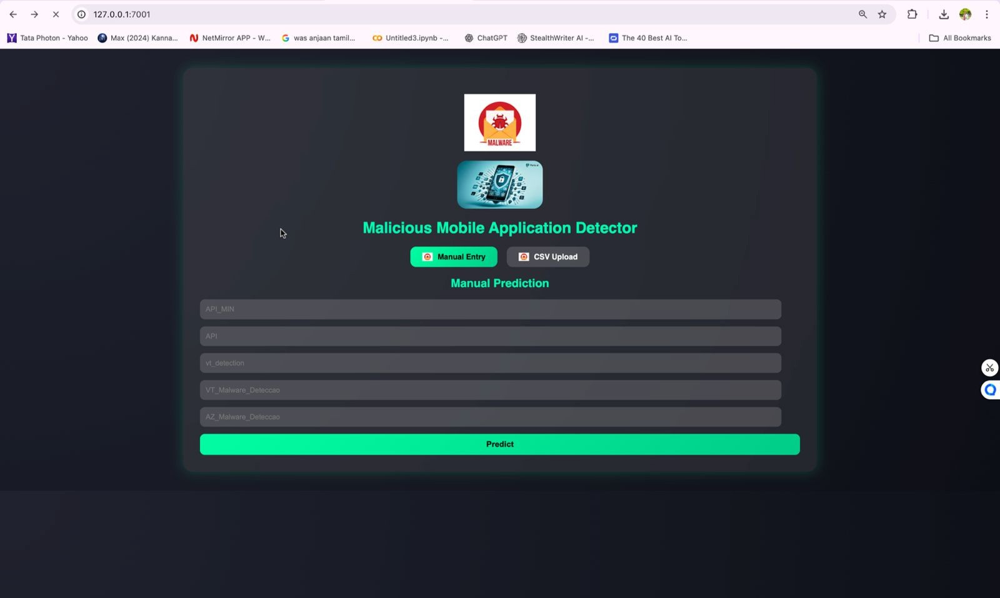 127.0.0.1:7001
Tata Photon - Yahoo
Max (2024) Kanna...
NetMirror APP - W...
was anjaan tamil...
Untitled3.ipynb -...
ChatGPT
StealthWriter AI -...
The 40 Best AI To...
All Bookmarks
MALWARE
Malicious Mobile Application Detector
Manual Entry
CSV Upload
Manual Prediction
API_MIN
API
vt_detection
VT_Malware_Deteccao
AZ_Malware_Deteccao
Predict